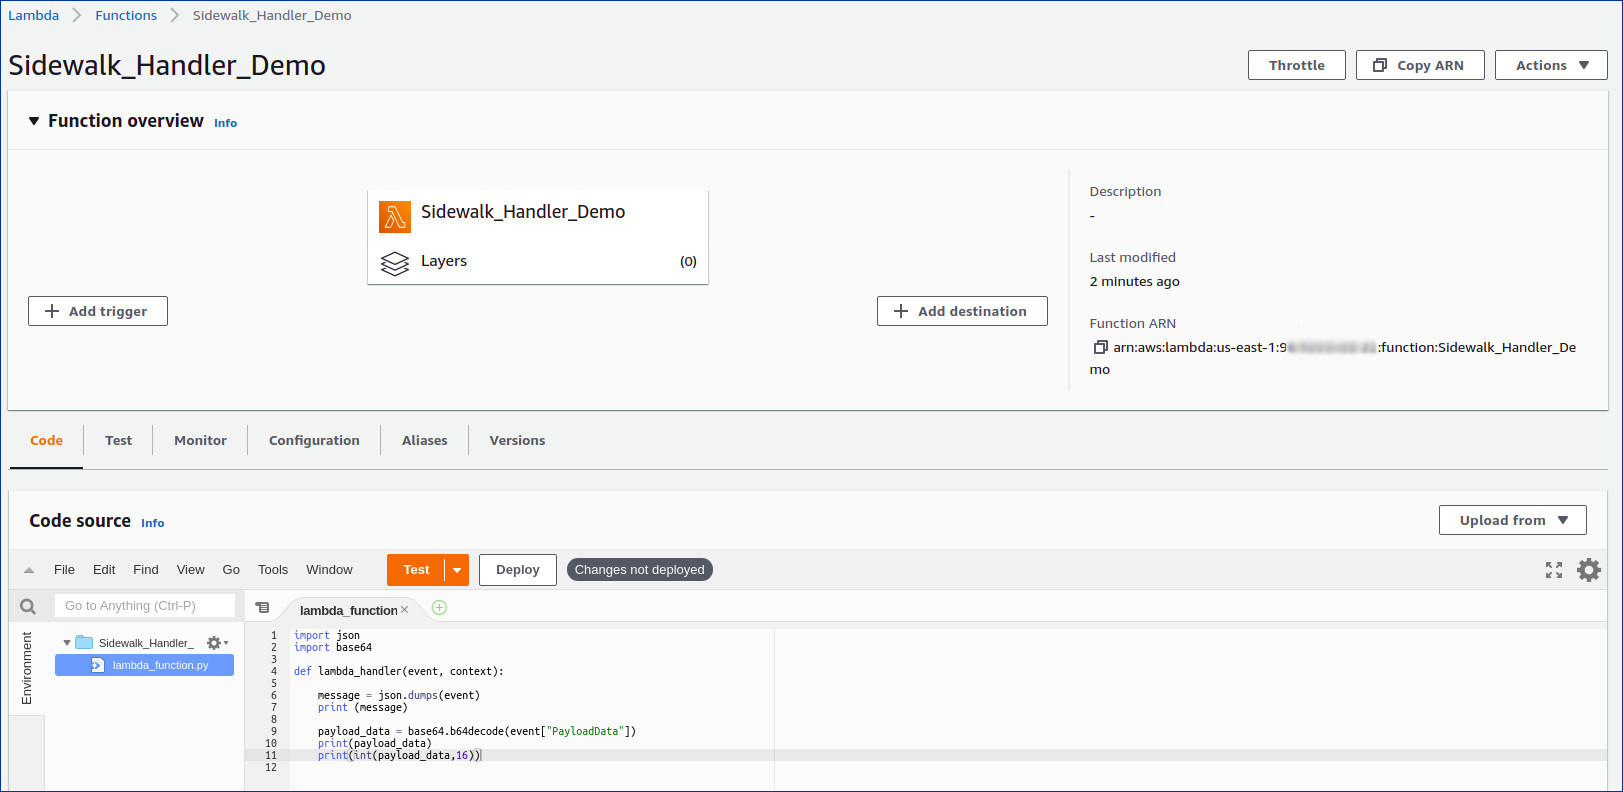 Lambda Functions Sidewalk_Handler_Demo
Sidewalk_Handler_Demo
Throttle Copy ARN Actions
Function overview Info
Sidewalk_Handler_Demo
Layers (0)
Add trigger
Add destination
Description
-
Last modified
2 minutes ago
Function ARN
arn:aws:lambda:us-east-1:9 :function:Sidewalk_Handler_De
mo
Code Test Monitor Configuration Aliases Versions
Code source Info
Upload from
File Edit Find View Go Tools Window Test Deploy Changes not deployed
Go to Anything (Ctrl-P)
lambda_function
Environment
Sidewalk_Handler_
lambda_function.py
1 import json
2 import base64
3
4 def lambda_handler(event, context):
5
6 message = json.dumps(event)
7 print (message)
8
9 payload_data = base64.b64decode(event["PayloadData"])
10 print(payload_data)
11 print(int(payload_data,16))
12